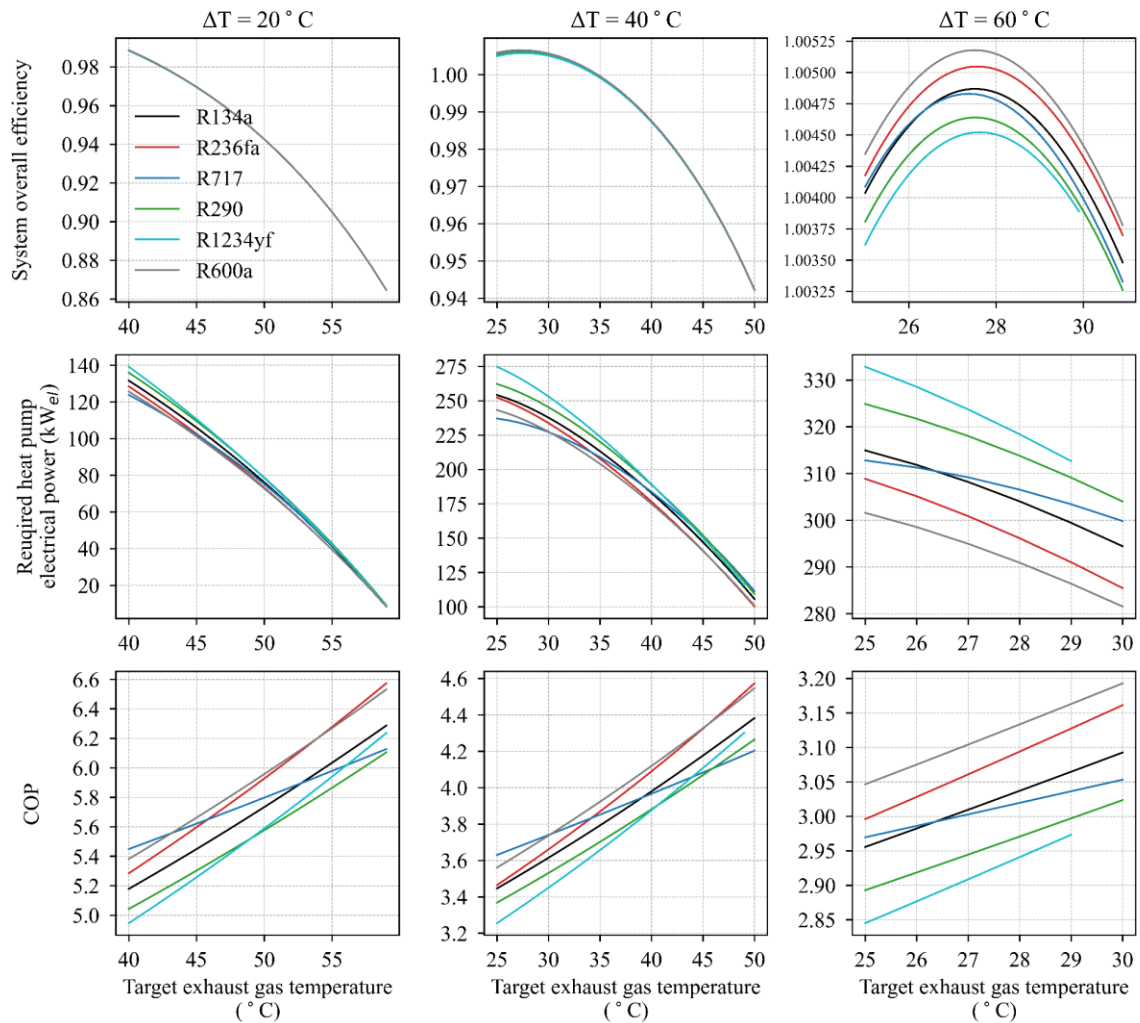 ΔT = 20 °C
ΔT = 40 °C
ΔT = 60 °C
System overall efficiency
0.98
0.96
0.94
0.92
0.90
0.88
0.86
R134a
R236fa
R717
R290
R1234yf
R600a
40 45 50 55
1.00
0.99
0.98
0.97
0.96
0.95
0.94
25 30 35 40 45 50
1.00525
1.00500
1.00475
1.00450
1.00425
1.00400
1.00375
1.00350
1.00325
26 28 30
Reuqired heat pump
electrical power (kWel)
140
120
100
80
60
40
20
40 45 50 55
275
250
225
200
175
150
125
100
25 30 35 40 45 50
330
320
310
300
290
280
25 26 27 28 29 30
COP
6.6
6.4
6.2
6.0
5.8
5.6
5.4
5.2
5.0
40 45 50 55
Target exhaust gas temperature
(°C)
4.6
4.4
4.2
4.0
3.8
3.6
3.4
3.2
25 30 35 40 45 50
Target exhaust gas temperature
(°C)
3.20
3.15
3.10
3.05
3.00
2.95
2.90
2.85
25 26 27 28 29 30
Target exhaust gas temperature
(°C)